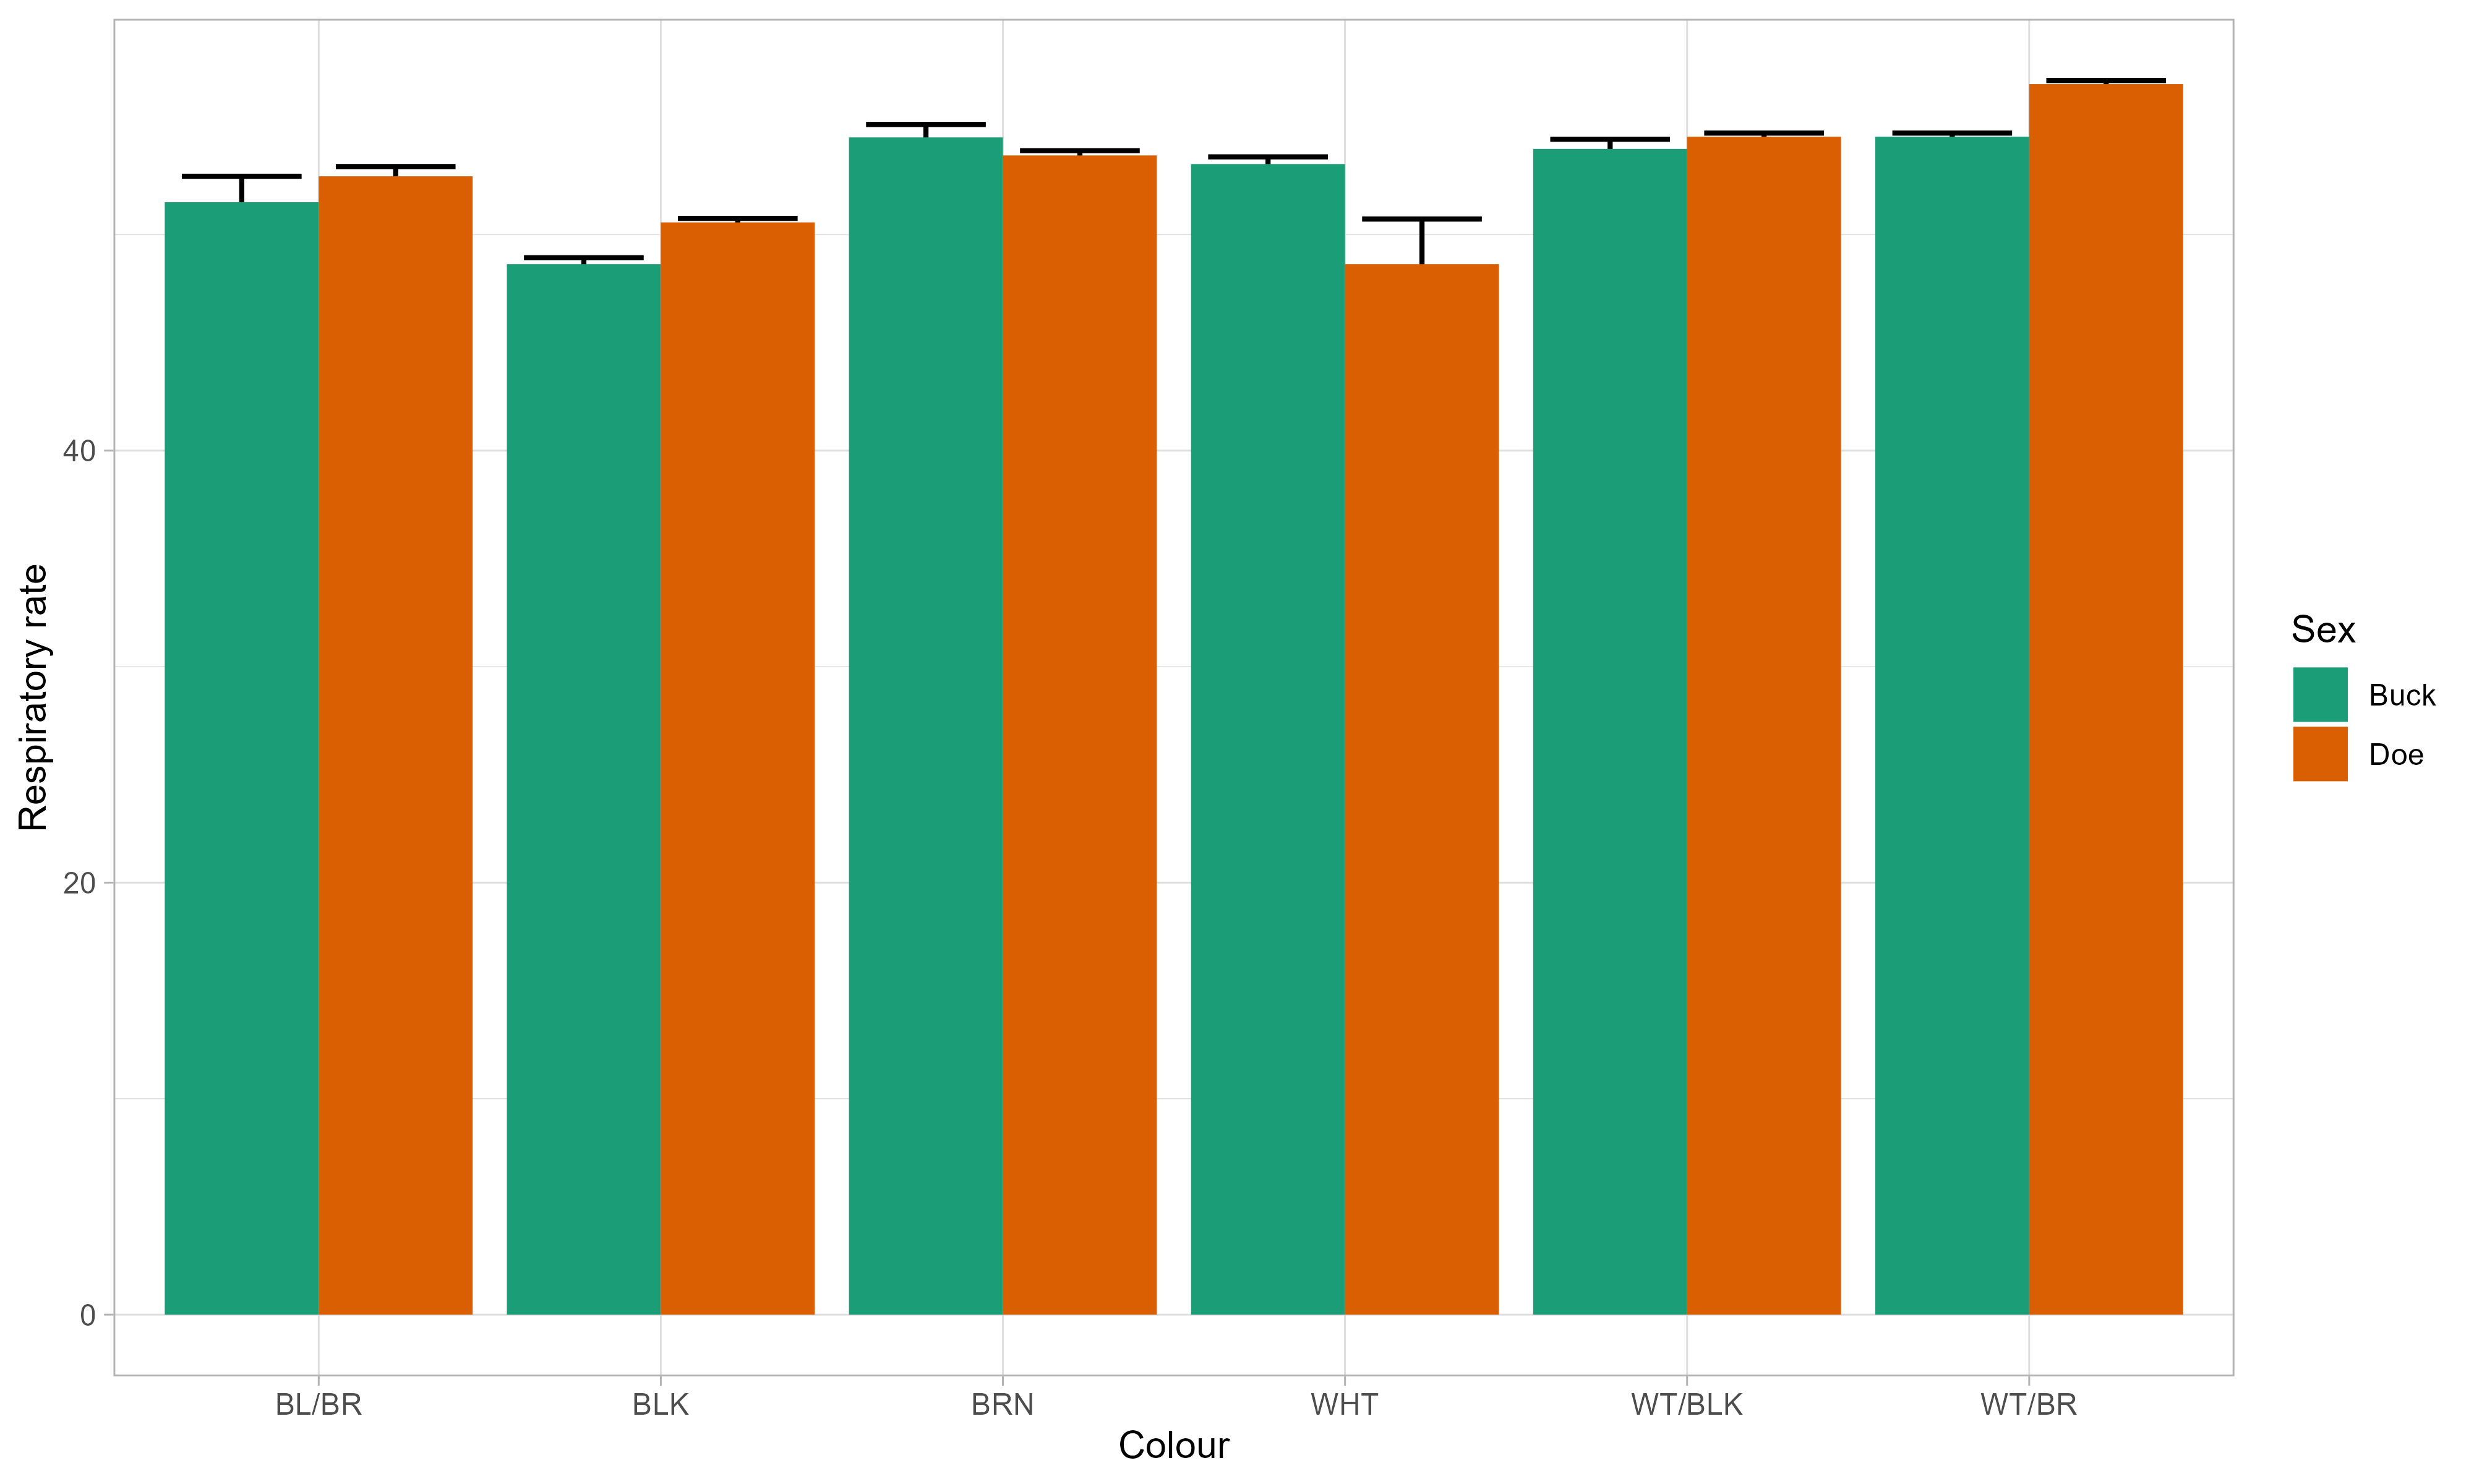 Respiratory rate
40
20
0
BL/BR
BLK
BRN
WHT
WT/BLK
WT/BR
Colour
Sex
Buck
Doe